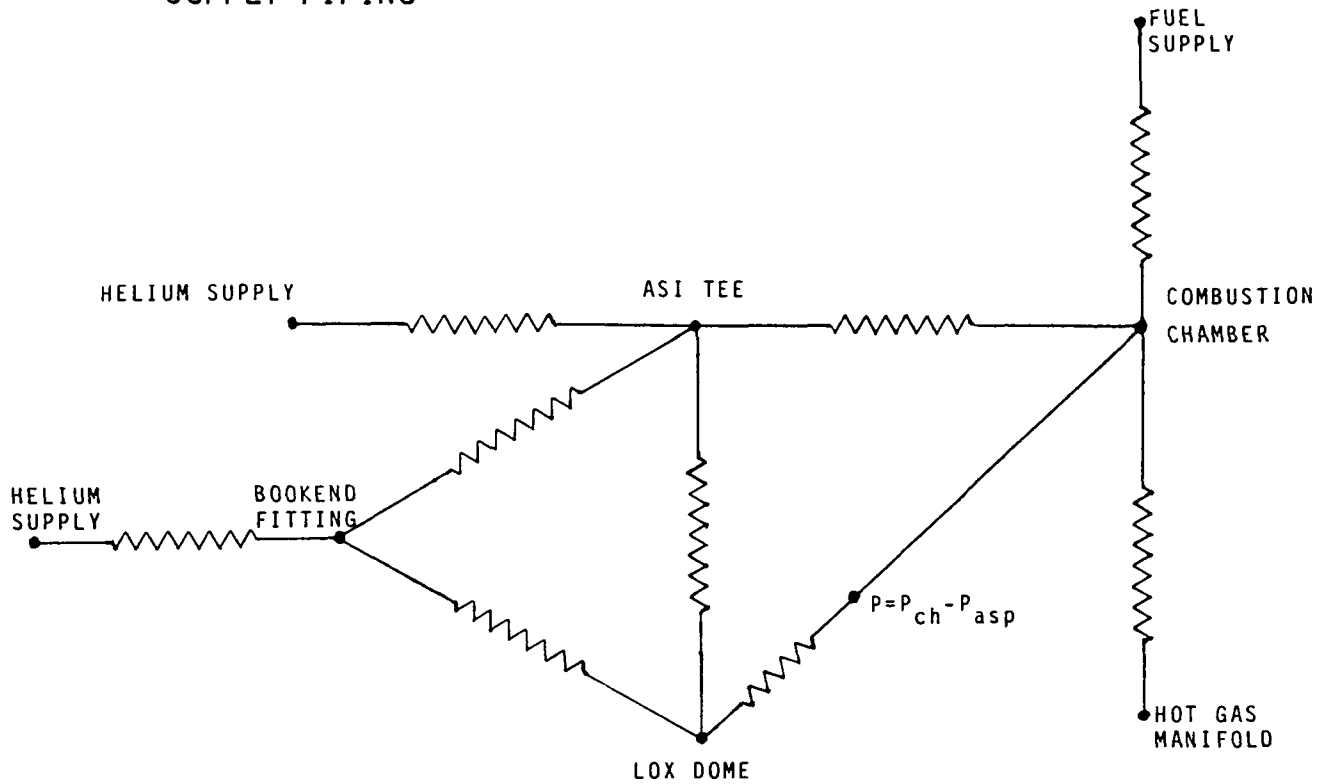 SUPPLY PIPING
FUEL
SUPPLY
HELIUM SUPPLY
ASI TEE
COMBUSTION
CHAMBER
HELIUM
SUPPLY
BOOKEND
FITTING
P=Pch-Pasp
HOT GAS
MANIFOLD
LOX DOME